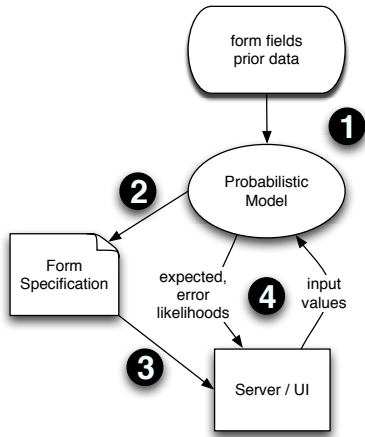 form fields
prior data
1
Probabilistic
Model
2
Form
Specification
expected,
error
likelihoods
4
input
values
3
Server / UI